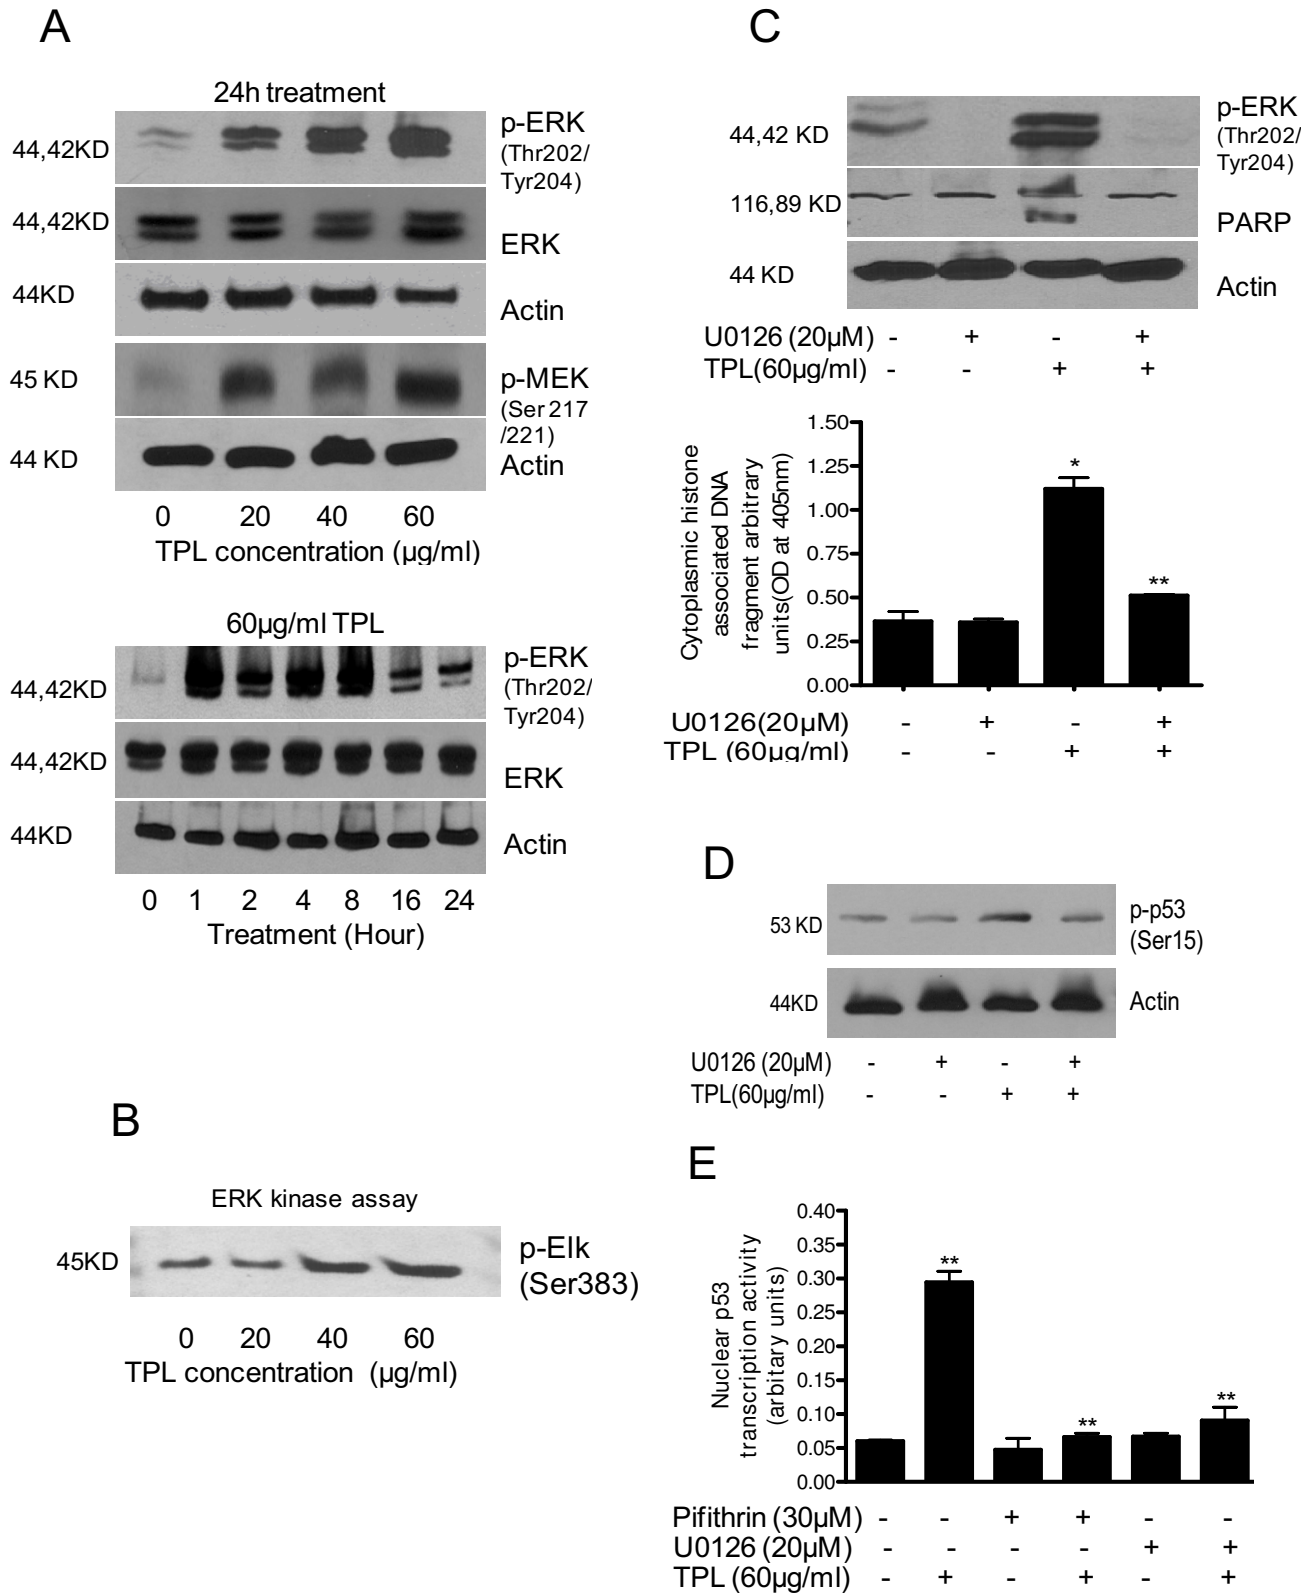 A
24h treatment
44,42KD
p-ERK
(Thr202/
Tyr204)
44,42KD
ERK
44KD
Actin
45 KD
p-MEK
(Ser 217
/221)
44 KD
Actin
0 20 40 60
TPL concentration (µg/ml)
60µg/ml TPL
44,42KD
p-ERK
(Thr202/
Tyr204)
44,42KD
ERK
44KD
Actin
0 1 2 4 8 16 24
Treatment (Hour)
B
ERK kinase assay
45KD
p-Elk
(Ser383)
0 20 40 60
TPL concentration (µg/ml)
C
44,42 KD
p-ERK
(Thr202/
Tyr204)
116,89 KD
PARP
44 KD
Actin
U0126 (20µM) - + - +
TPL(60µg/ml) - - + +
Cytoplasmic histone
associated DNA
fragment arbitrary
units(OD at 405nm)
1.50
1.25
1.00
0.75
0.50
0.25
0.00
*
**
U0126(20µM) - + - +
TPL (60µg/ml) - - + +
D
53 KD
p-p53
(Ser15)
44KD
Actin
U0126 (20µM) - + - +
TPL(60µg/ml) - - + +
E
Nuclear p53
transcription activity
(arbitary units)
0.40
0.35
0.30
0.25
0.20
0.15
0.10
0.05
0.00
**
**
**
Pifithrin (30µM) - - + + - -
U0126 (20µM) - - - - + +
TPL (60µg/ml) - + - + - +